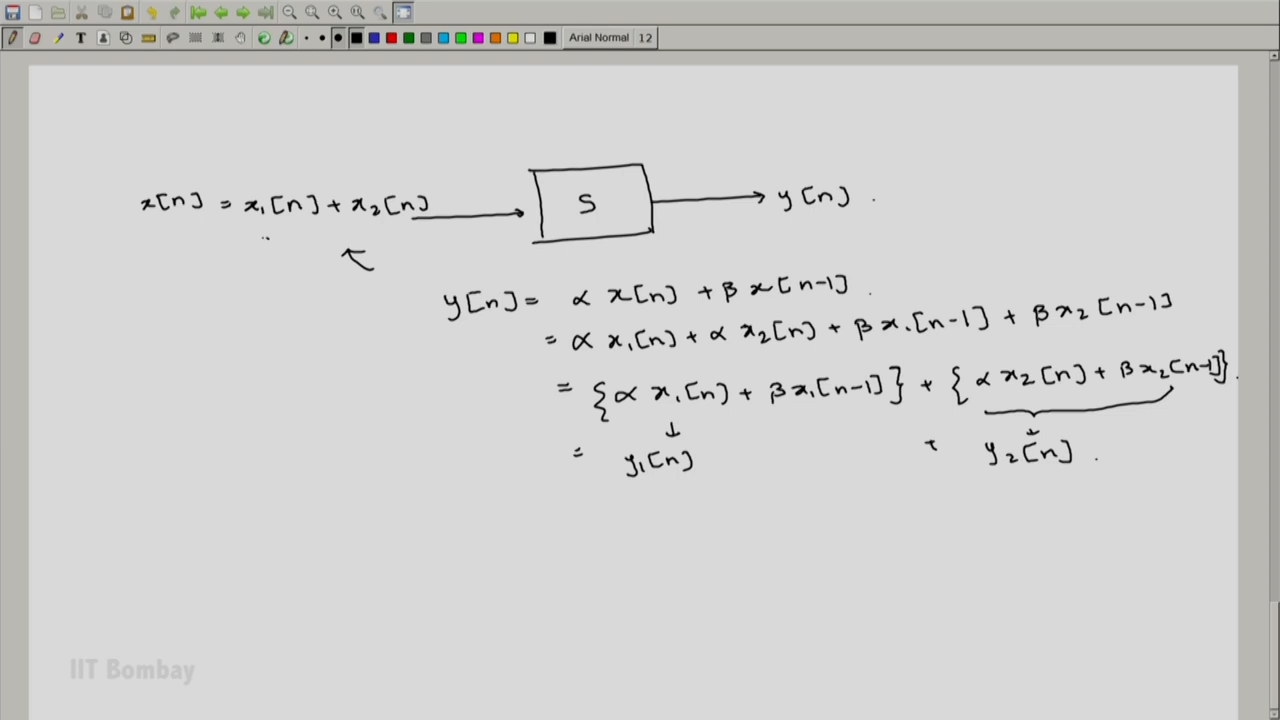 T Arial Normal 12
x[n] = x₁[n] + x₂[n] → S → y[n] .
y[n] = α x[n] + β x[n-1] .
= α x₁[n] + α x₂[n] + β x₁[n-1] + β x₂[n-1]
= {α x₁[n] + β x₁[n-1]} + {α x₂[n] + β x₂[n-1]} .
↓ ↓
= y₁[n] + y₂[n] .
IIT Bombay